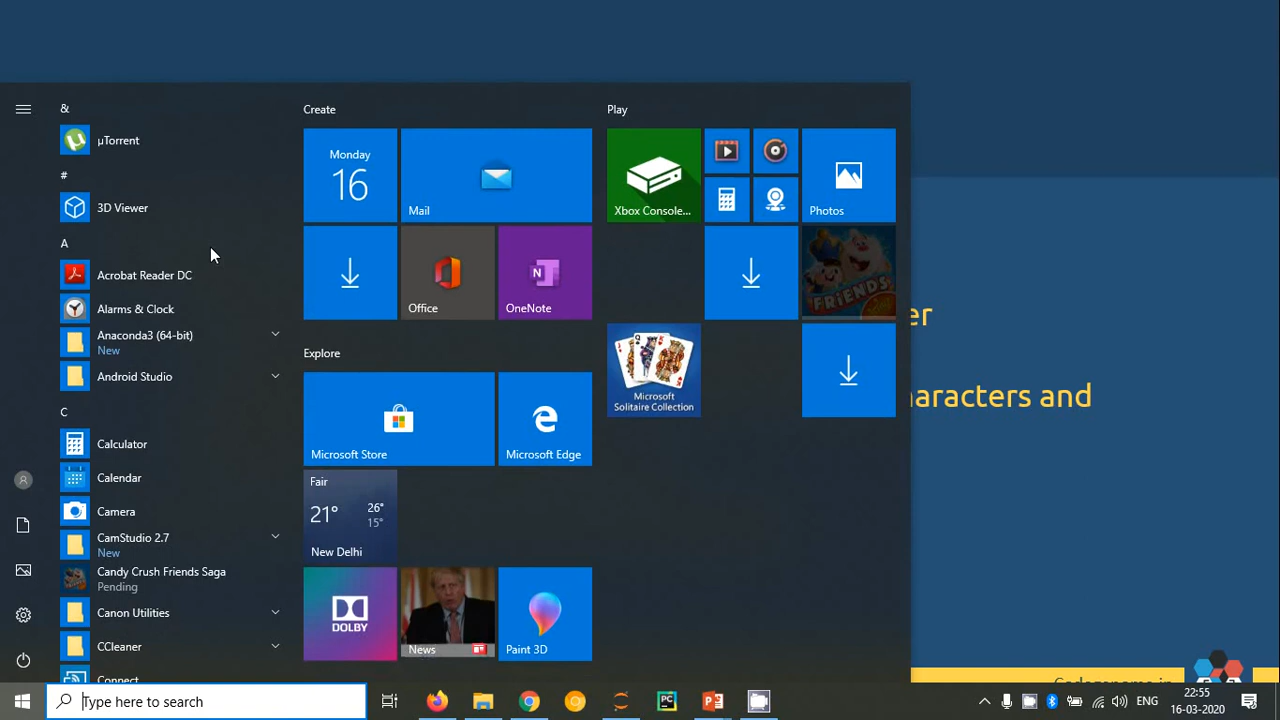 &
µTorrent
#
3D Viewer
A
Acrobat Reader DC
Alarms & Clock
Anaconda3 (64-bit)
New
Android Studio
C
Calculator
Calendar
Camera
CamStudio 2.7
New
Candy Crush Friends Saga
Pending
Canon Utilities
CCleaner
Connect
Create
Monday
16
Mail
Office
OneNote
Explore
Microsoft Store
Microsoft Edge
Fair
21°
26°
15°
New Delhi
DOLBY
News
Paint 3D
Play
Xbox Console...
Photos
FRIENDS
Microsoft
Solitaire Collection
er
aracters and
Type here to search
ENG
22:55
16-03-2020